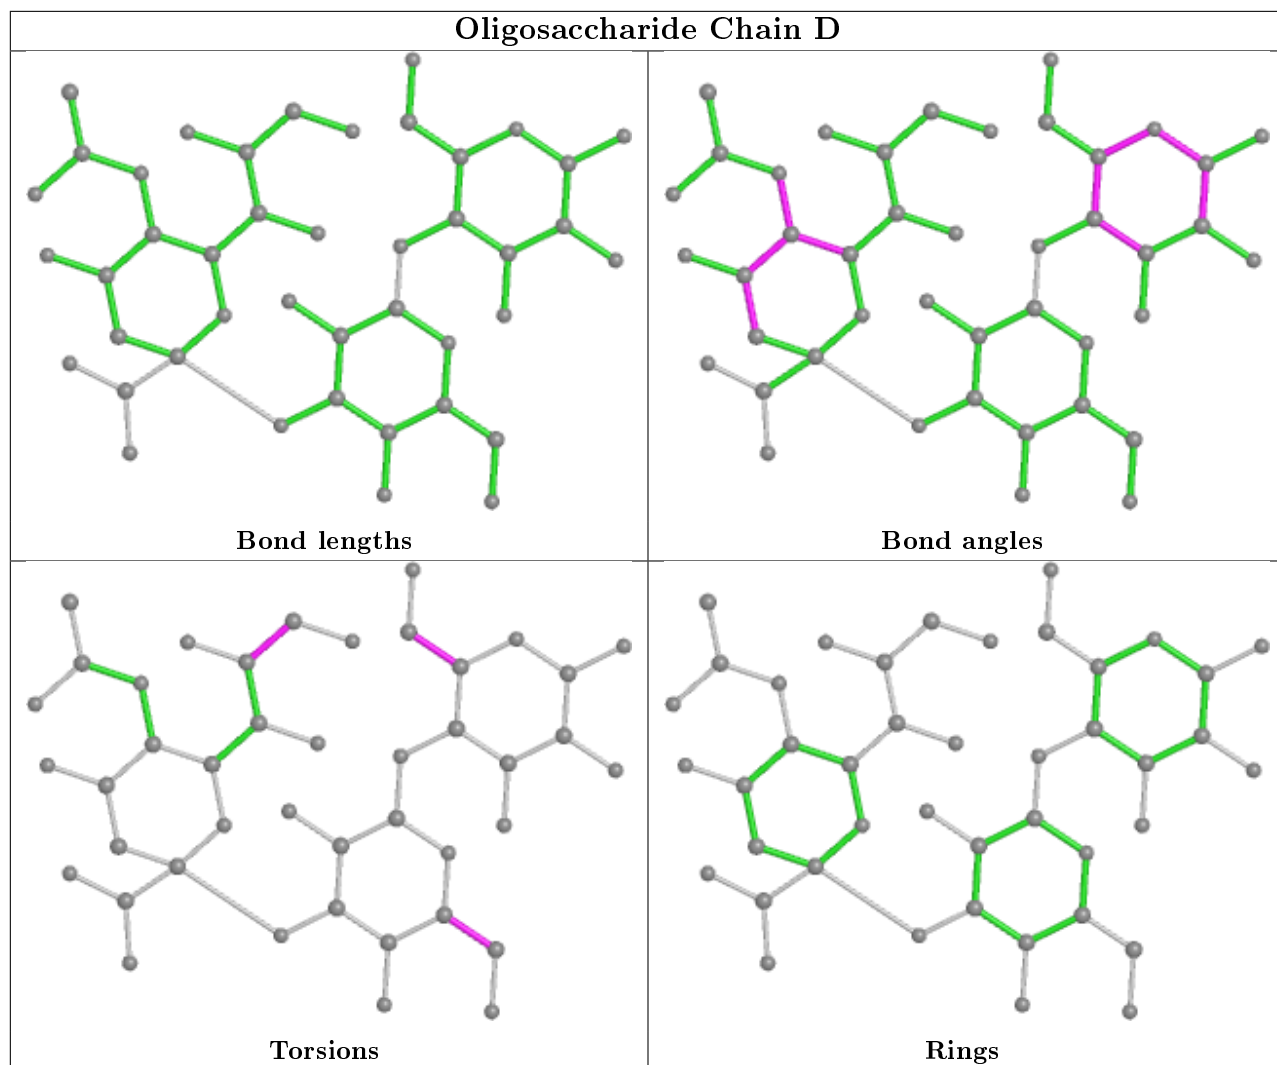 Oligosaccharide Chain D
Bond lengths
Bond angles
Torsions
Rings